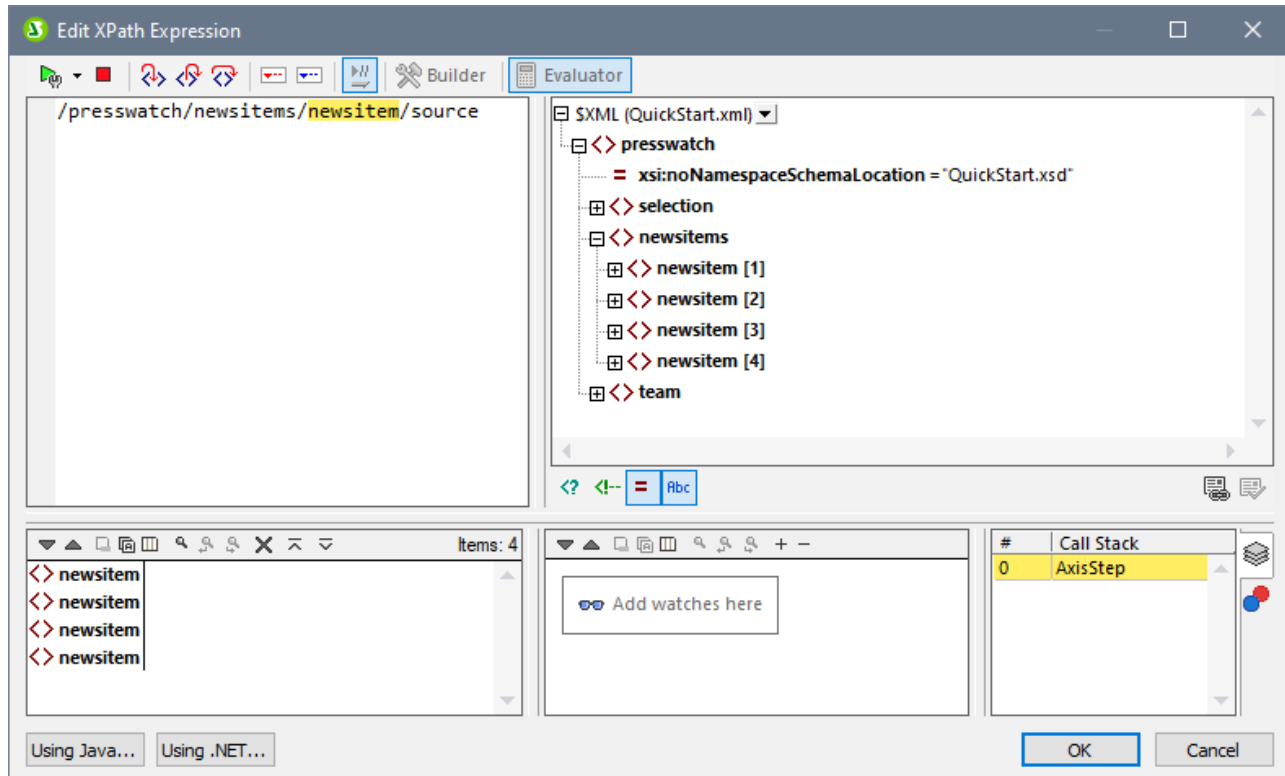 Edit XPath Expression
Builder
Evaluator
/presswatch/newsitems/newsitem/source
$XML (QuickStart.xml)
<> presswatch
= xsi:noNamespaceSchemaLocation ="QuickStart.xsd"
<> selection
<> newsitems
<> newsitem [1]
<> newsitem [2]
<> newsitem [3]
<> newsitem [4]
<> team
<? <!-- = Abc
Items: 4
<> newsitem
<> newsitem
<> newsitem
<> newsitem
Add watches here
# Call Stack
0 AxisStep
Using Java... Using .NET...
OK Cancel